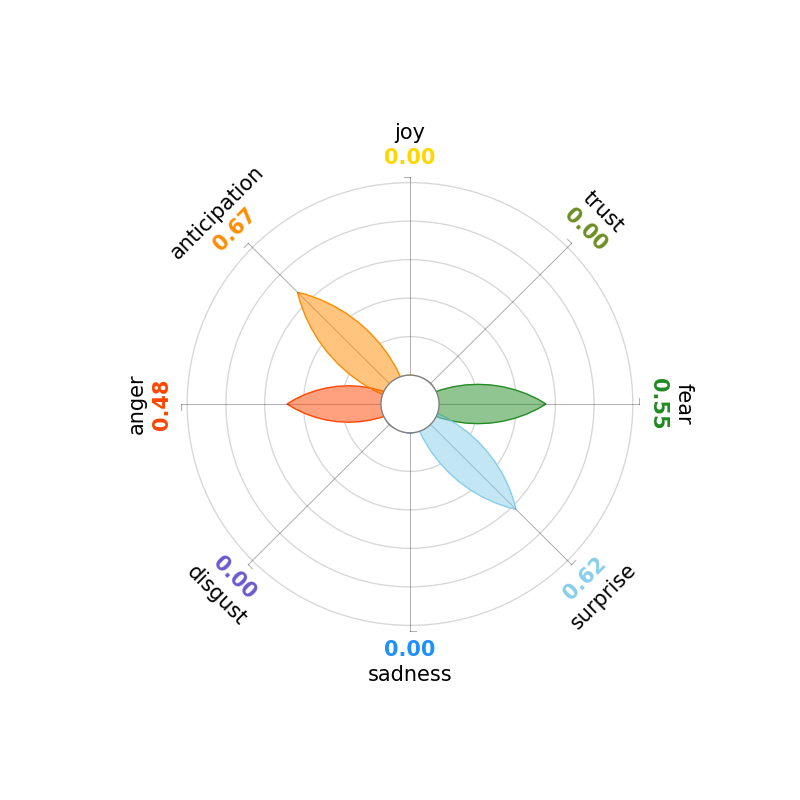 joy
0.00
trust
0.00
fear
0.55
surprise
0.62
sadness
0.00
disgust
0.00
anger
0.48
anticipation
0.67